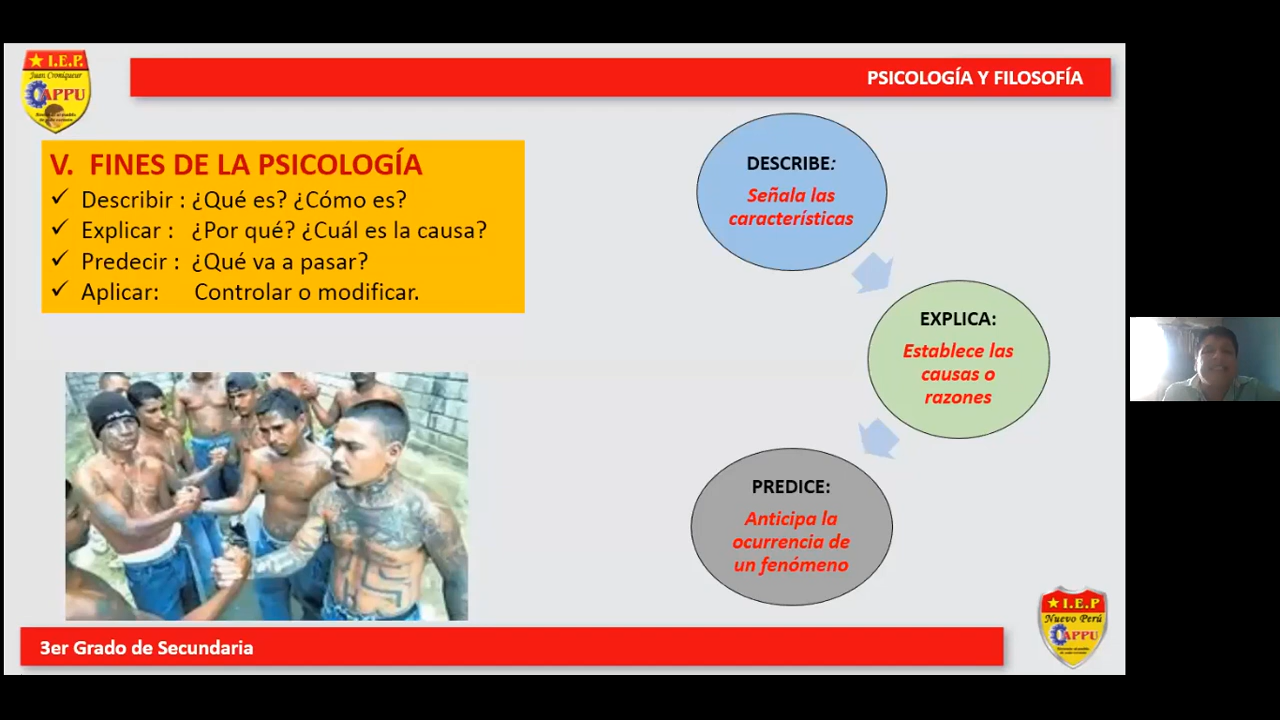 ★ I.E.P.
Juan Croniqueur
APPU
PSICOLOGÍA Y FILOSOFÍA
V. FINES DE LA PSICOLOGÍA
✓ Describir : ¿Qué es? ¿Cómo es?
✓ Explicar : ¿Por qué? ¿Cuál es la causa?
✓ Predecir : ¿Qué va a pasar?
✓ Aplicar: Controlar o modificar.
DESCRIBE:
Señala las
características
EXPLICA:
Establece las
causas o
razones
PREDICE:
Anticipa la
ocurrencia de
un fenómeno
3er Grado de Secundaria
★ I.E.P
Nuevo Perú
APPU